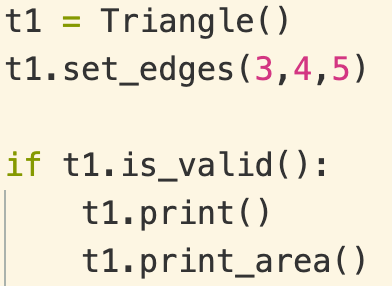 t1 = Triangle()
t1.set_edges(3,4,5)
if t1.is_valid():
    t1.print()
    t1.print_area()